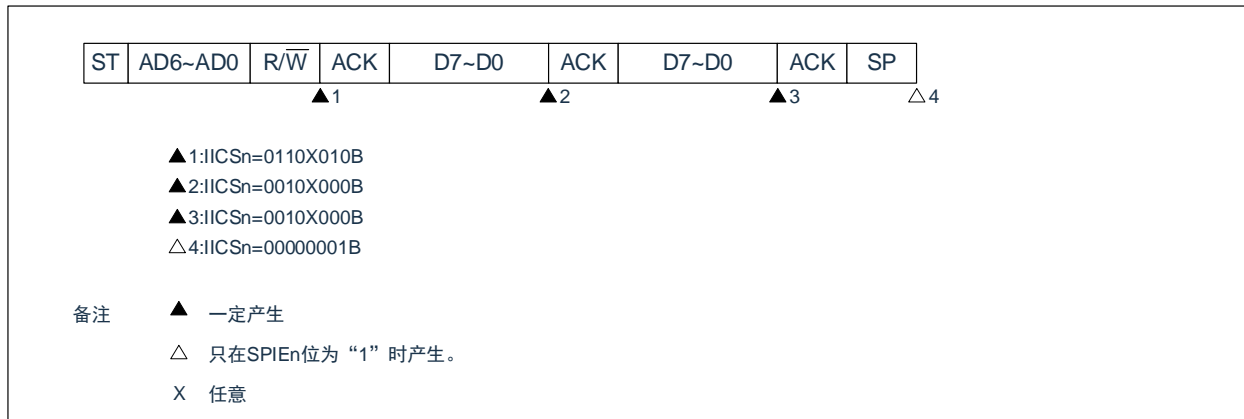 ST AD6~AD0 R/W̅ ACK D7~D0 ACK D7~D0 ACK SP
▲1 ▲2 ▲3 △4
▲1:IICSn=0110X010B
▲2:IICSn=0010X000B
▲3:IICSn=0010X000B
△4:IICSn=00000001B
备注 ▲ 一定产生
△ 只在SPIEn位为“1”时产生。
X 任意